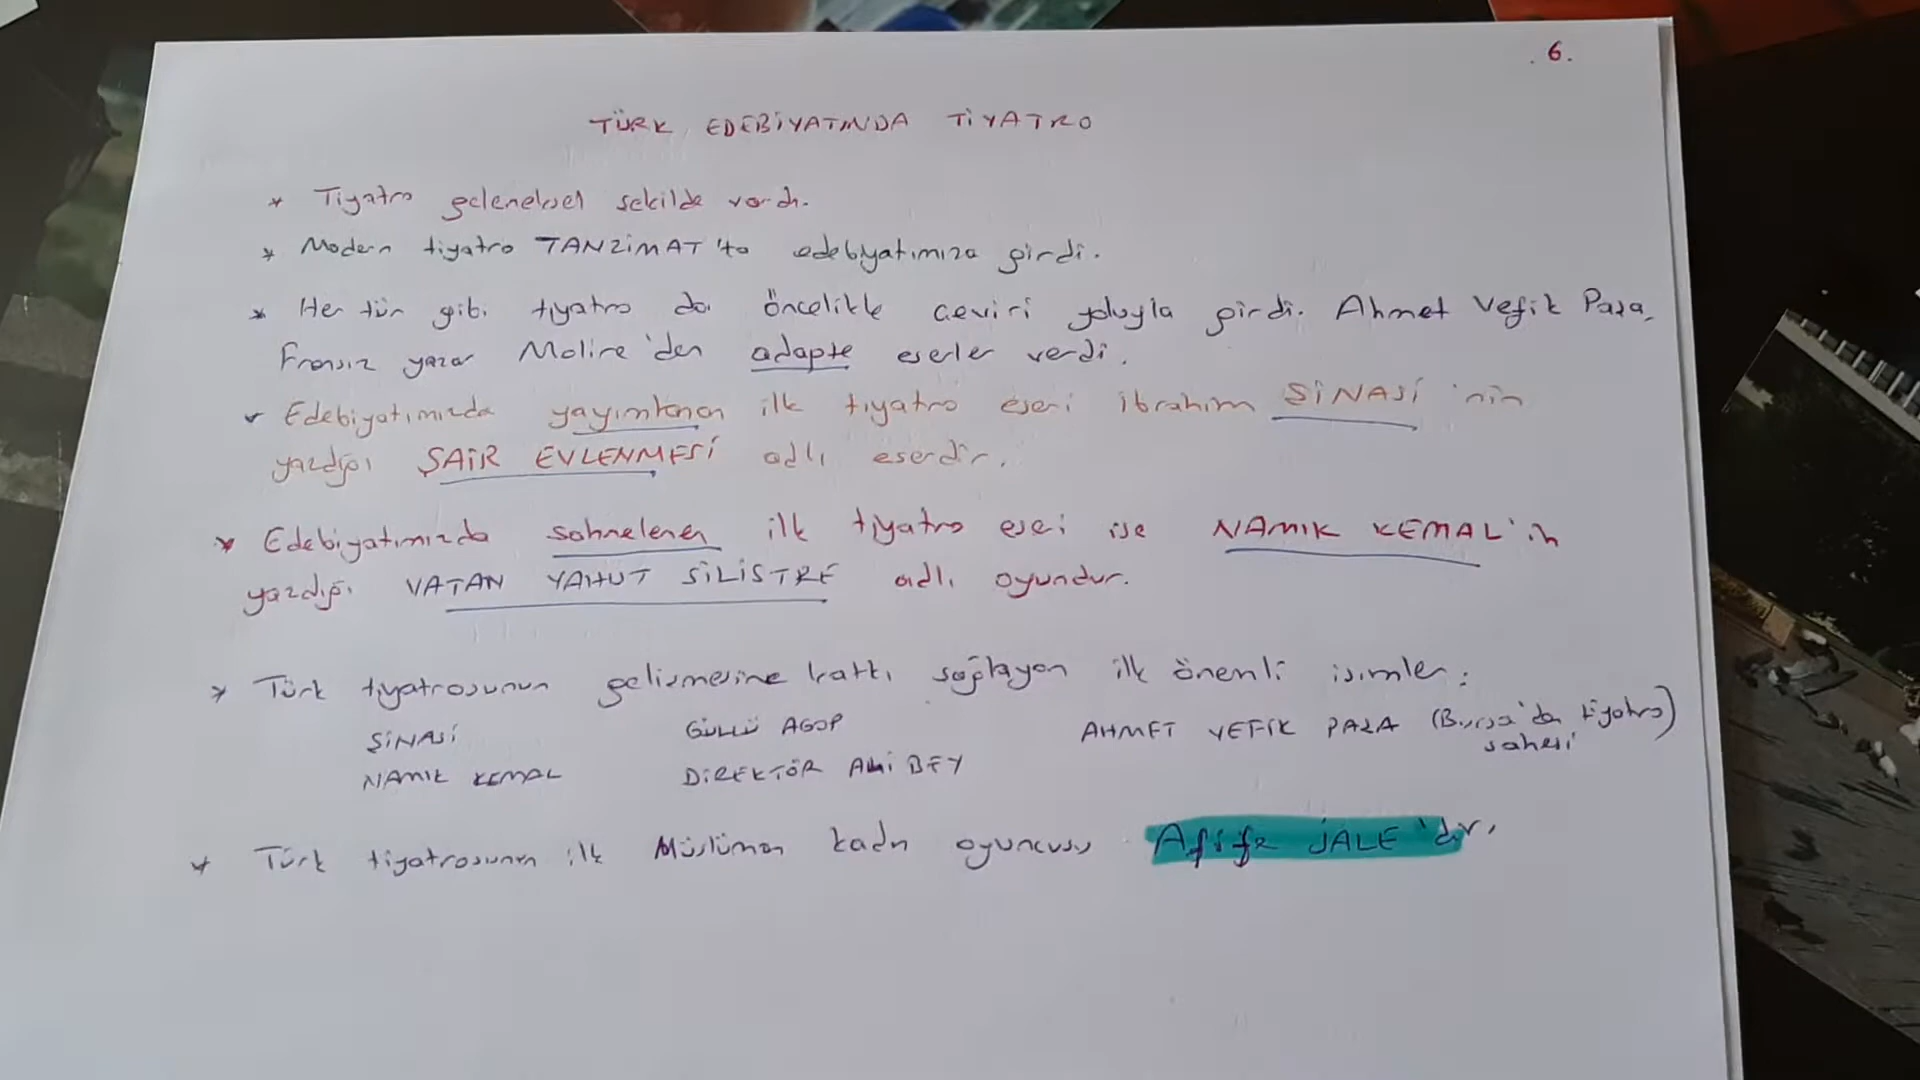 . 6.
TÜRK EDEBİYATINDA TİYATRO
* Tiyatro geleneksel sekilde vardı.
* Modern tiyatro TANZİMAT'ta edebiyatımıza girdi.
* Her tür gibi tiyatro da öncelikle çeviri yoluyla girdi. Ahmet Vefik Paşa,
Fransız yazar Molire'den adapte eserler verdi.
* Edebiyatımızda yayımlanan ilk tiyatro eseri ibrahim ŞİNASİ'nin
yazdığı ŞAİR EVLENMESİ adlı eserdir.
* Edebiyatımızda sahnelenen ilk tiyatro eseri ise NAMIK KEMAL'in
yazdığı VATAN YAHUT SİLİSTRE adlı oyundur.
* Türk tiyatrosunun gelişmesine katkı sağlayan ilk önemli isimler:
ŞİNASİ GÜLLÜ AGOP AHMET VEFİK PAŞA (Bursa'da tiyatro
sahesi)
NAMIK KEMAL DİREKTÖR ALİ BEY
* Türk tiyatrosunun ilk Müslüman kadın oyuncusu Afife JALE'dir.